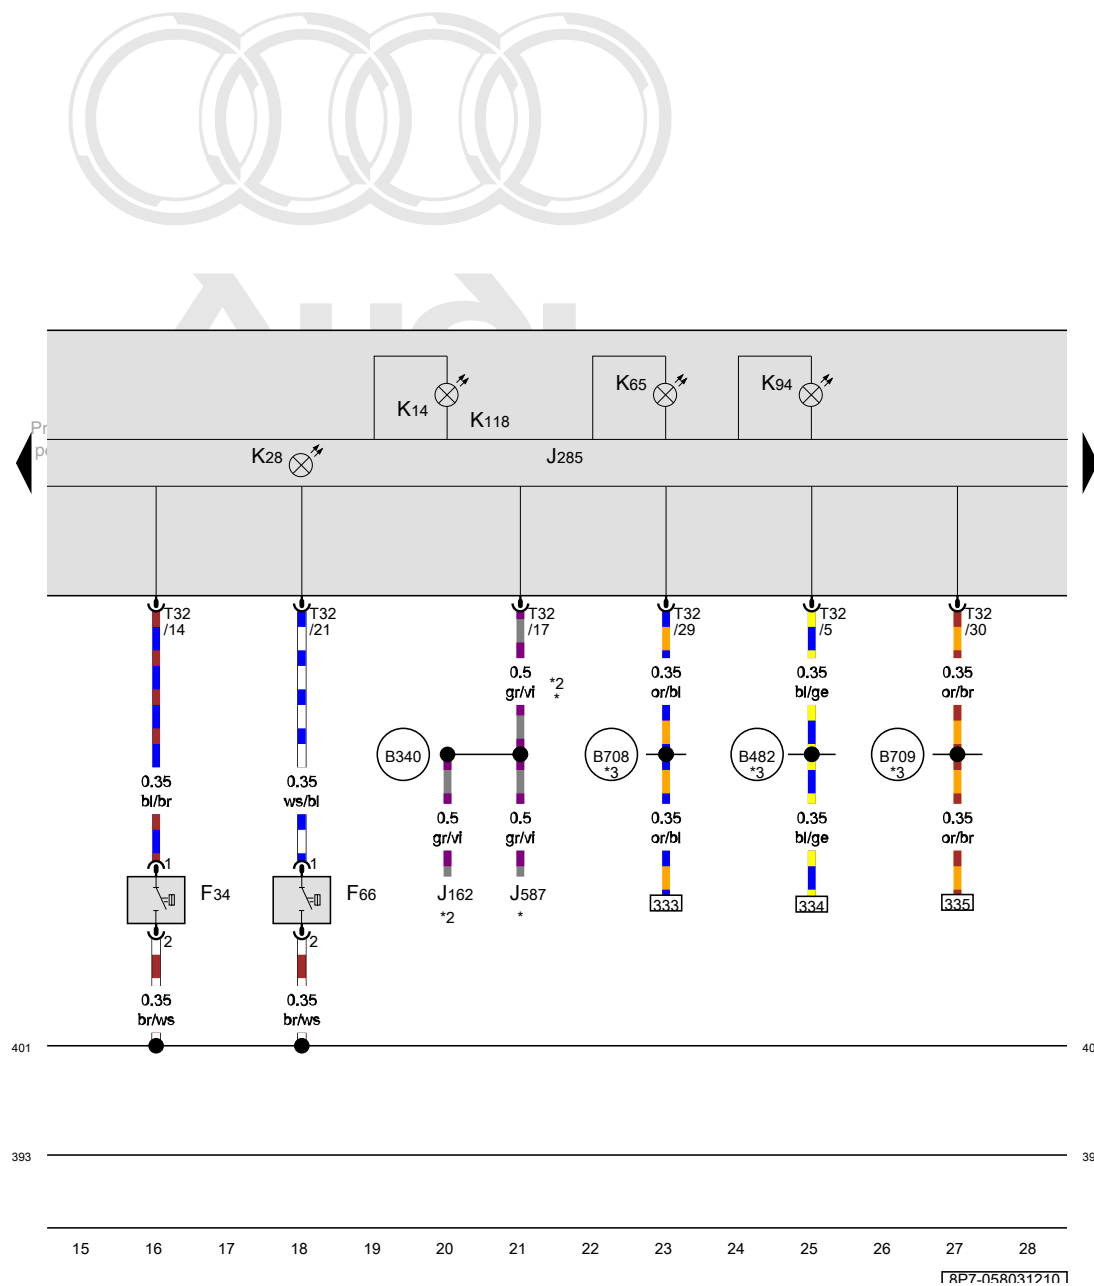 Audi
K65
K94
K14
K118
Pr
pe
K28
J285
T32 /14
T32 /21
T32 /17
T32 /29
T32 /5
T32 /30
0.5 gr/vi
*2
*
0.35 or/bl
0.35 bl/ge
0.35 or/br
B340
B708 *3
B482 *3
B709 *3
0.35 bl/br
0.35 ws/bl
0.5 gr/vi
0.5 gr/vi
0.35 or/bl
0.35 bl/ge
0.35 or/br
1
1
F34
F66
J162 *2
J587 *
333
334
335
2
2
0.35 br/ws
0.35 br/ws
401
40
393
39
15 16 17 18 19 20 21 22 23 24 25 26 27 28
8P7-058031210